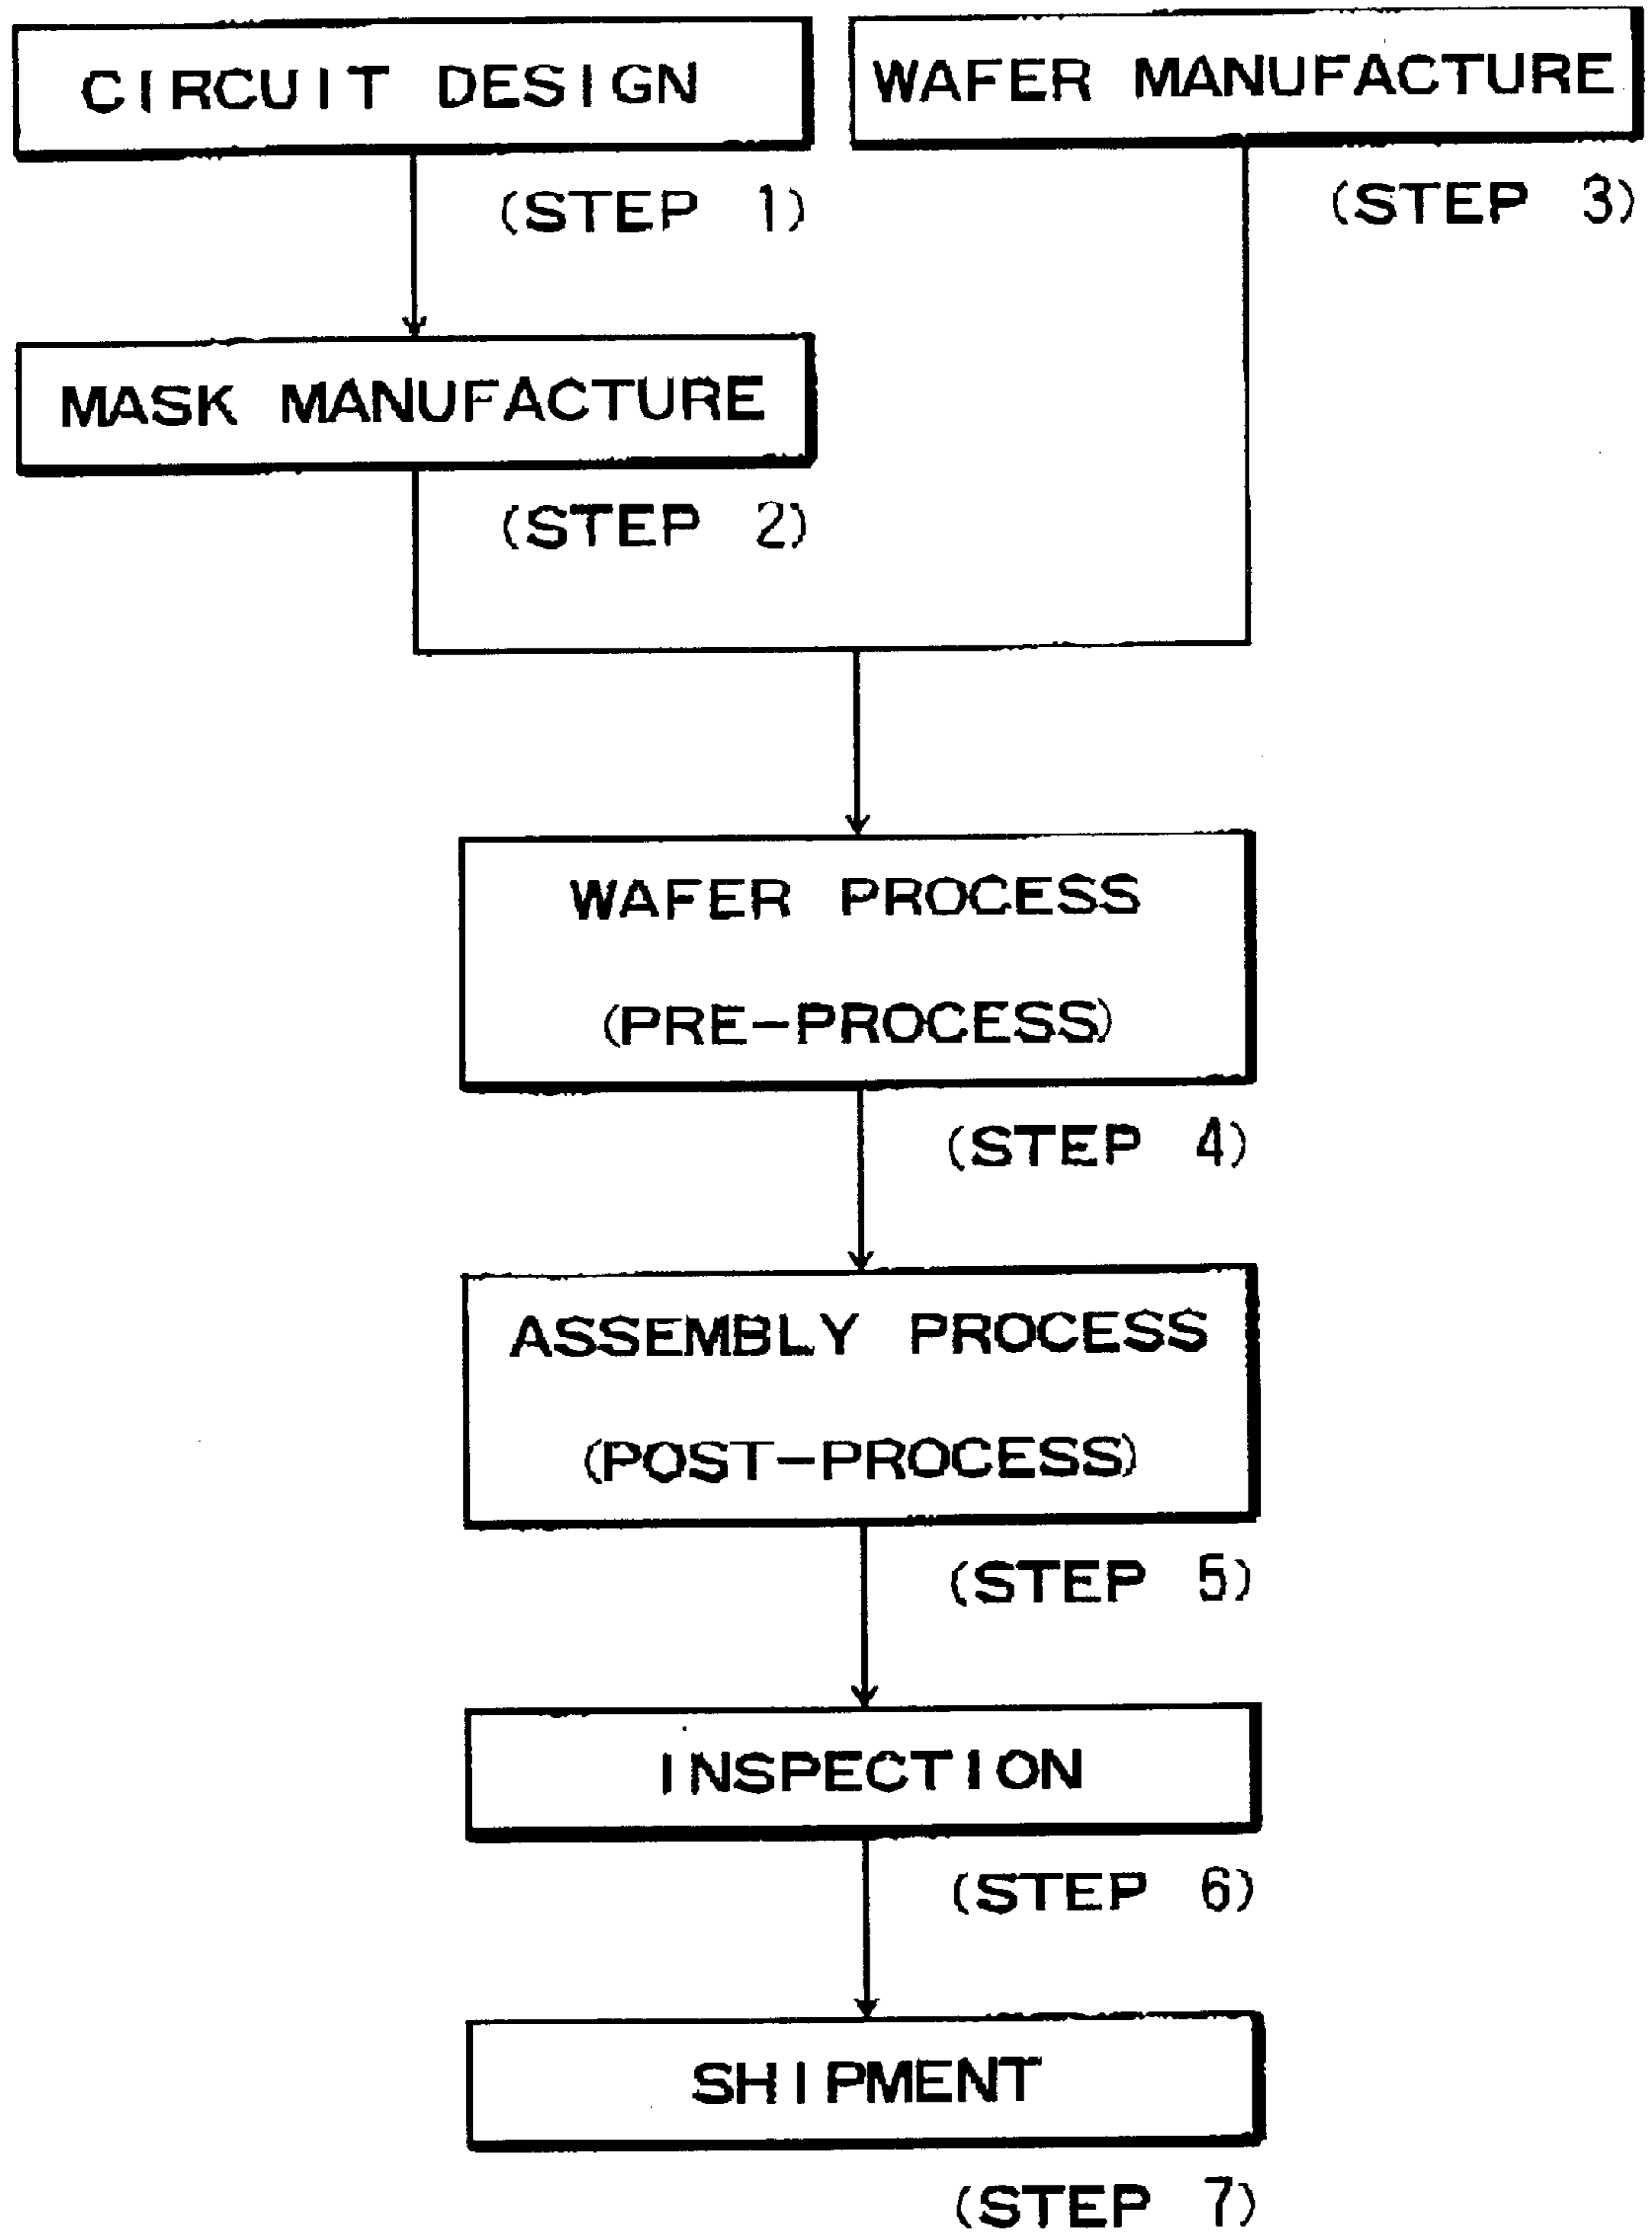 CIRCUIT DESIGN
(STEP 1)
WAFER MANUFACTURE
(STEP 3)
MASK MANUFACTURE
(STEP 2)
WAFER PROCESS
(PRE-PROCESS)
(STEP 4)
ASSEMBLY PROCESS
(POST-PROCESS)
(STEP 5)
INSPECTION
(STEP 6)
SHIPMENT
(STEP 7)